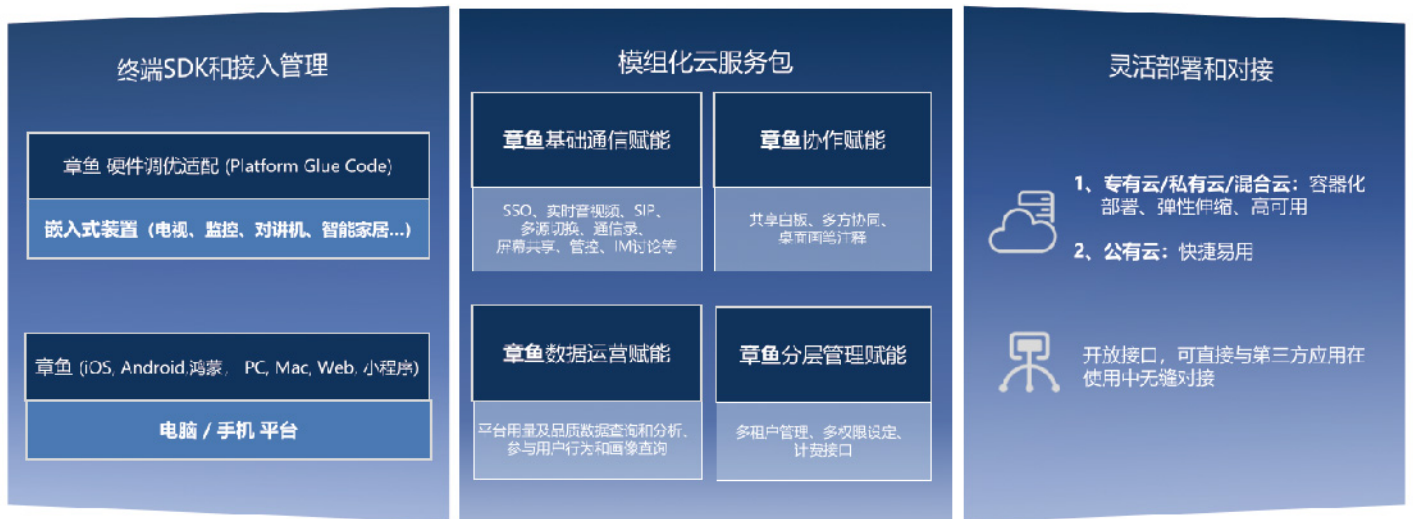 终端SDK和接入管理
章鱼 硬件调优适配 (Platform Glue Code)
嵌入式装置（电视、监控、对讲机、智能家居...）
章鱼 (iOS, Android,鸿蒙， PC, Mac, Web, 小程序)
电脑 / 手机 平台
模组化云服务包
章鱼基础通信赋能
SSO、实时音视频、SIP、
多源切换、通信录、
屏幕共享、管控、IM讨论等
章鱼协作赋能
共享白板、多方协同、
桌面画笔注释
章鱼数据运营赋能
平台用量及品质数据查询和分析、
参与用户行为和画像查询
章鱼分层管理赋能
多租户管理、多权限设定、
计费接口
灵活部署和对接
1、专有云/私有云/混合云：容器化
部署、弹性伸缩、高可用
2、公有云：快捷易用
开放接口，可直接与第三方应用在
使用中无缝对接